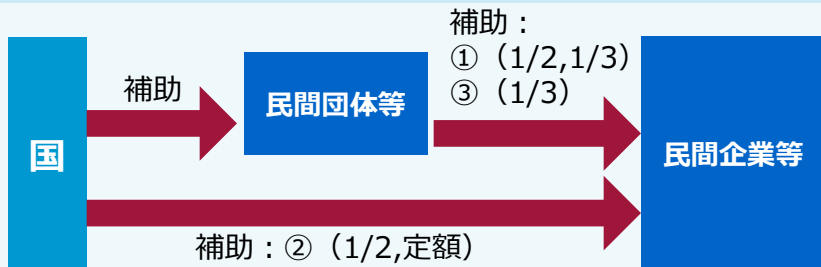 国
補助
民間団体等
補助：
①（1/2,1/3）
③（1/3）
民間企業等
補助：②（1/2,定額）